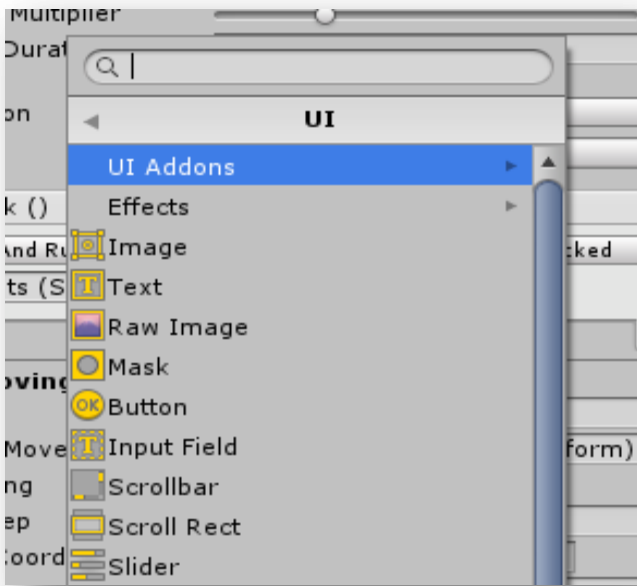 Multiplier
Durat
on
UI
UI Addons
Effects
k ()
Image
And Ru
cked
Text
ts (S
Raw Image
Mask
oving
Button
Move
Input Field
form)
ng
Scrollbar
ep
Scroll Rect
Coord
Slider